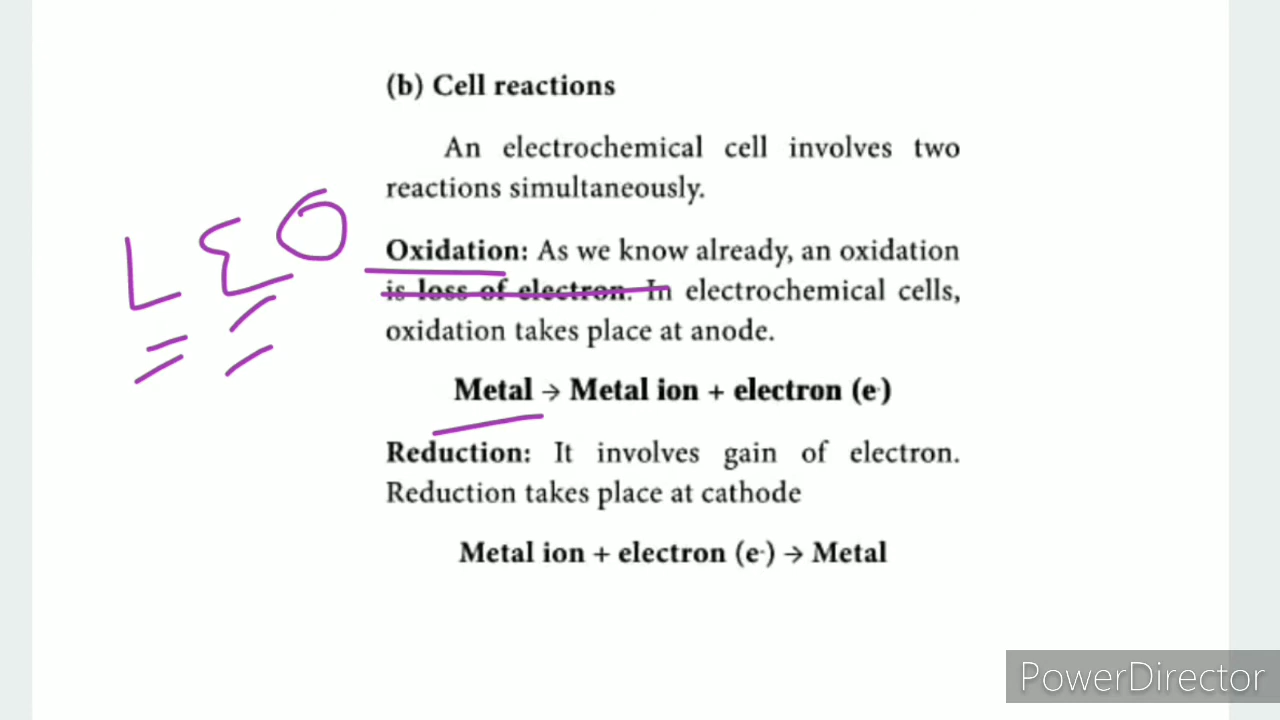 (b) Cell reactions
An electrochemical cell involves two
reactions simultaneously.
LEO
Oxidation: As we know already, an oxidation
is loss of electron. In electrochemical cells,
oxidation takes place at anode.
Metal → Metal ion + electron (e-)
Reduction: It involves gain of electron.
Reduction takes place at cathode
Metal ion + electron (e-) → Metal
PowerDirector